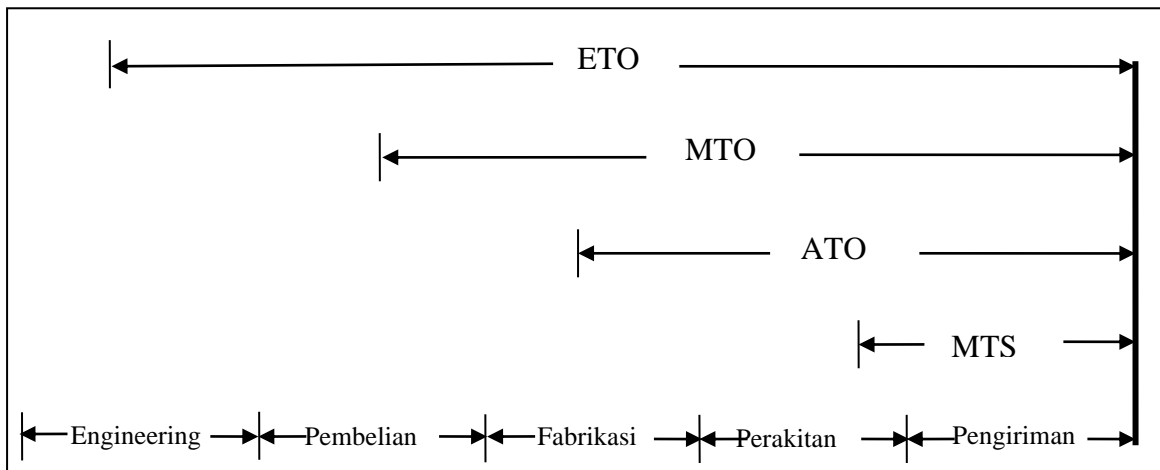 ETO
MTO
ATO
MTS
Engineering Pembelian Fabrikasi Perakitan Pengiriman